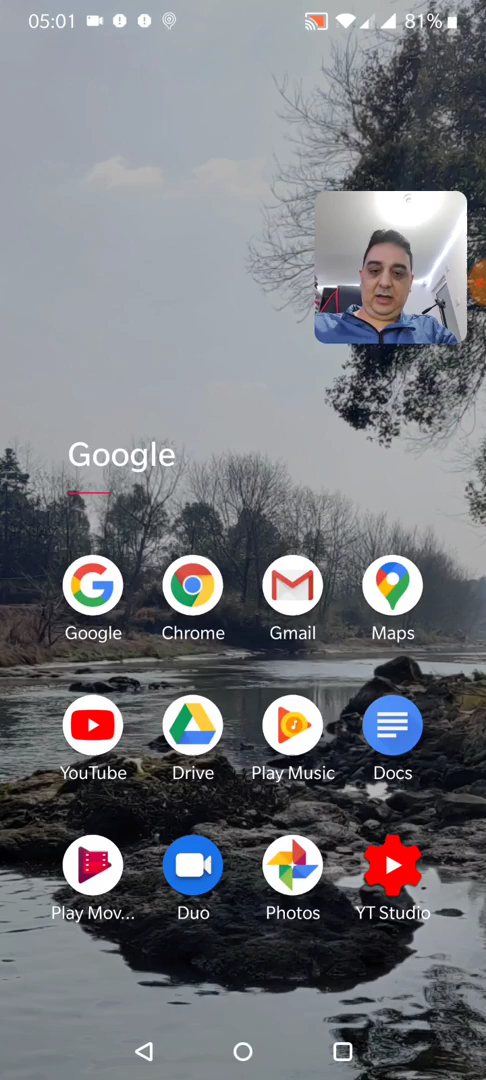 05:01 81%
Google
Google Chrome Gmail Maps
YouTube Drive Play Music Docs
Play Mov... Duo Photos YT Studio